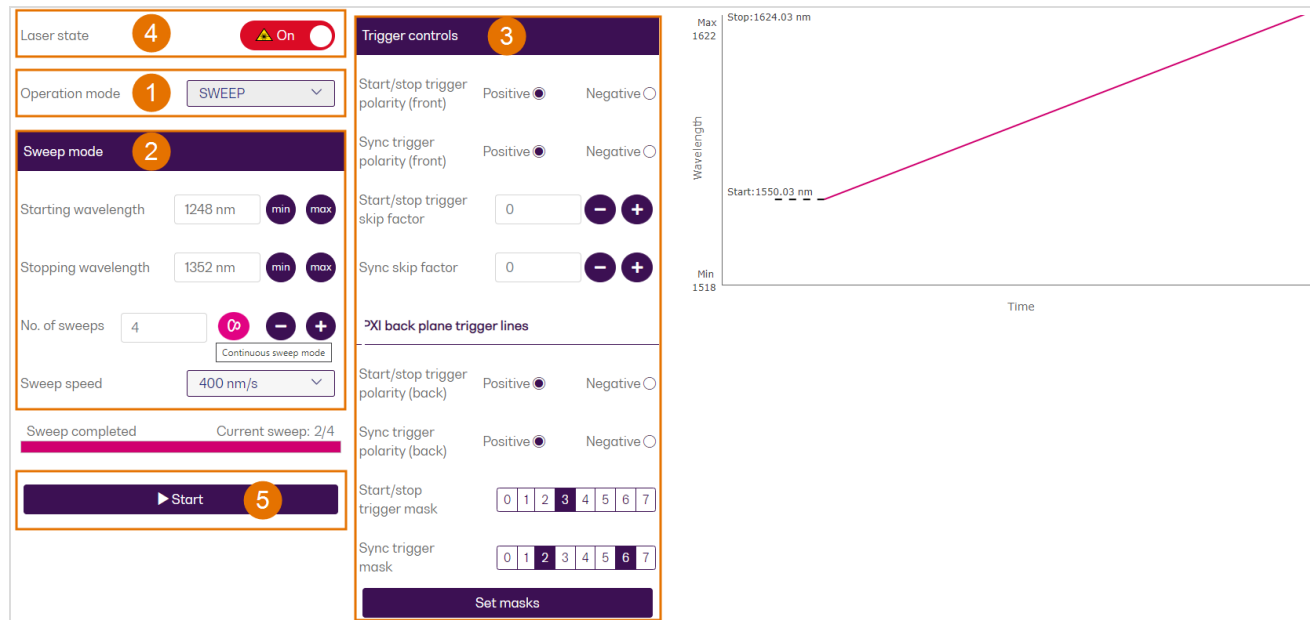 Laser state
4
On
Operation mode
1
SWEEP
Sweep mode
2
Starting wavelength
1248 nm
min
max
Stopping wavelength
1352 nm
min
max
No. of sweeps
4
∞
−
+
Continuous sweep mode
Sweep speed
400 nm/s
Sweep completed
Current sweep: 2/4
Start
5
Trigger controls
3
Start/stop trigger
polarity (front)
Positive
Negative
Sync trigger
polarity (front)
Positive
Negative
Start/stop trigger
skip factor
0
−
+
Sync skip factor
0
−
+
PXI back plane trigger lines
Start/stop trigger
polarity (back)
Positive
Negative
Sync trigger
polarity (back)
Positive
Negative
Start/stop
trigger mask
0 1 2 3 4 5 6 7
Sync trigger
mask
0 1 2 3 4 5 6 7
Set masks
Max
1622
Stop:1624.03 nm
Wavelength
Start:1550.03 nm
Min
1518
Time